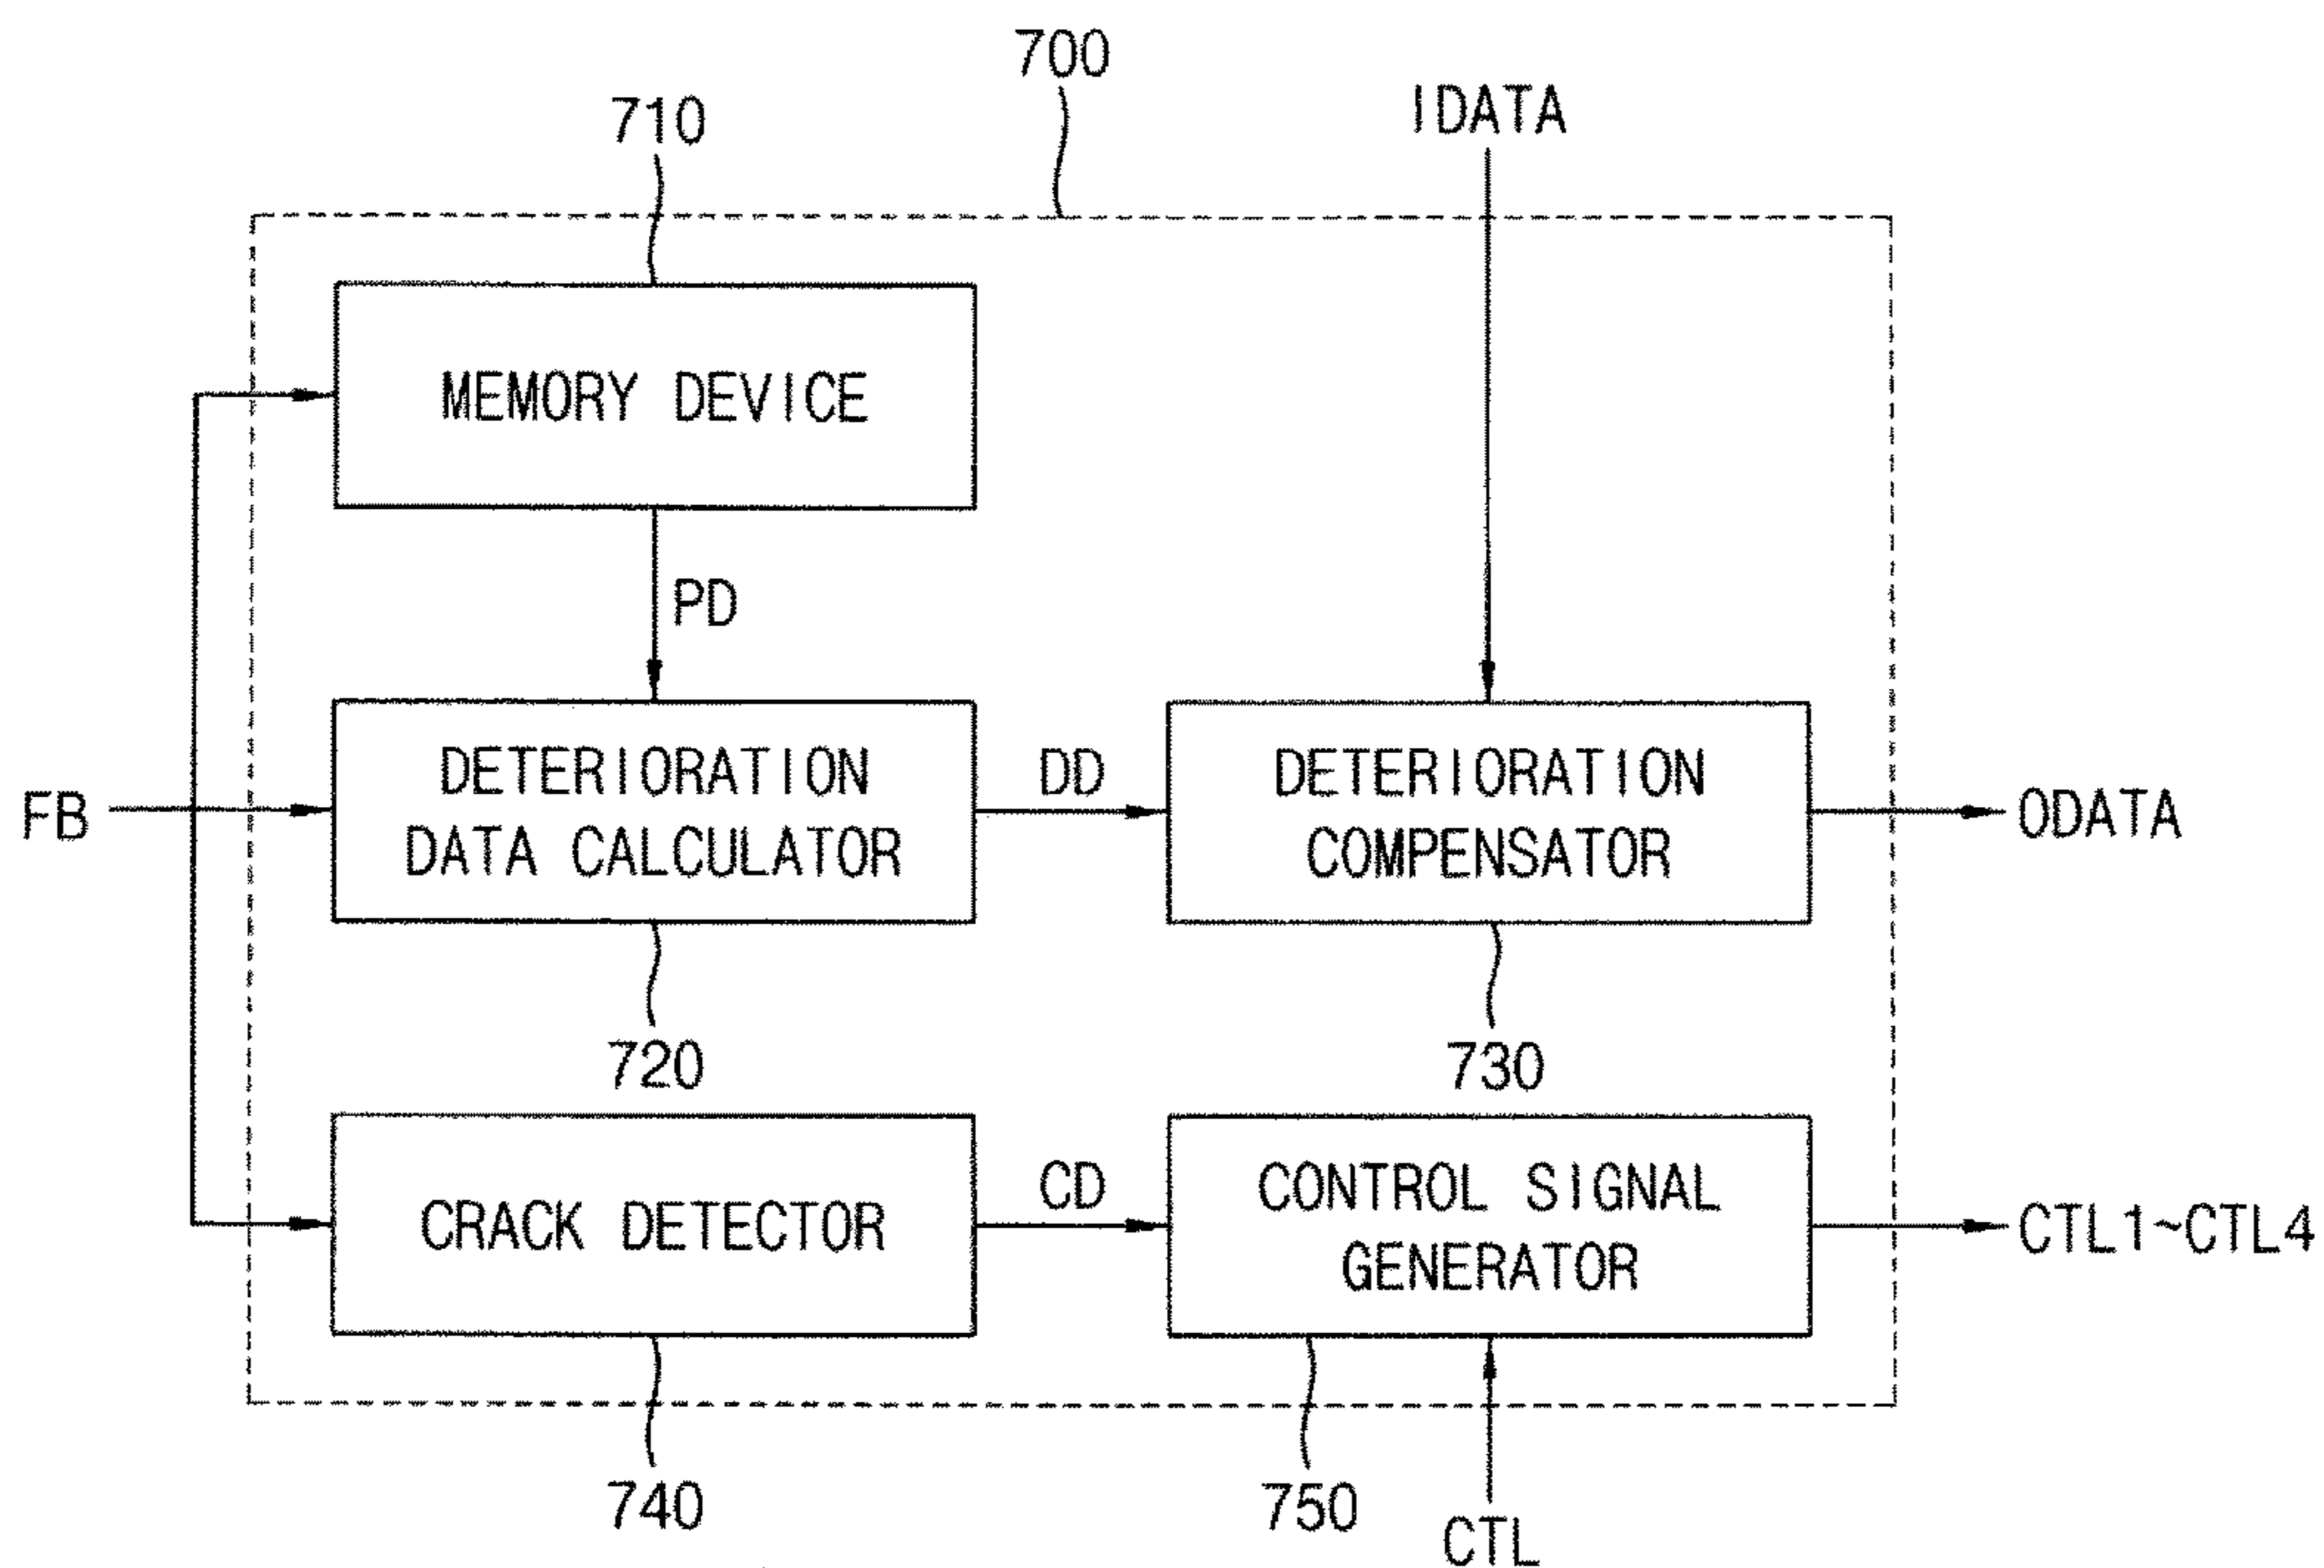 700
710
IDATA
MEMORY DEVICE
PD
FB
DETERIORATION
DATA CALCULATOR
DD
DETERIORATION
COMPENSATOR
ODATA
720
730
CRACK DETECTOR
CD
CONTROL SIGNAL
GENERATOR
CTL1~CTL4
740
750
CTL